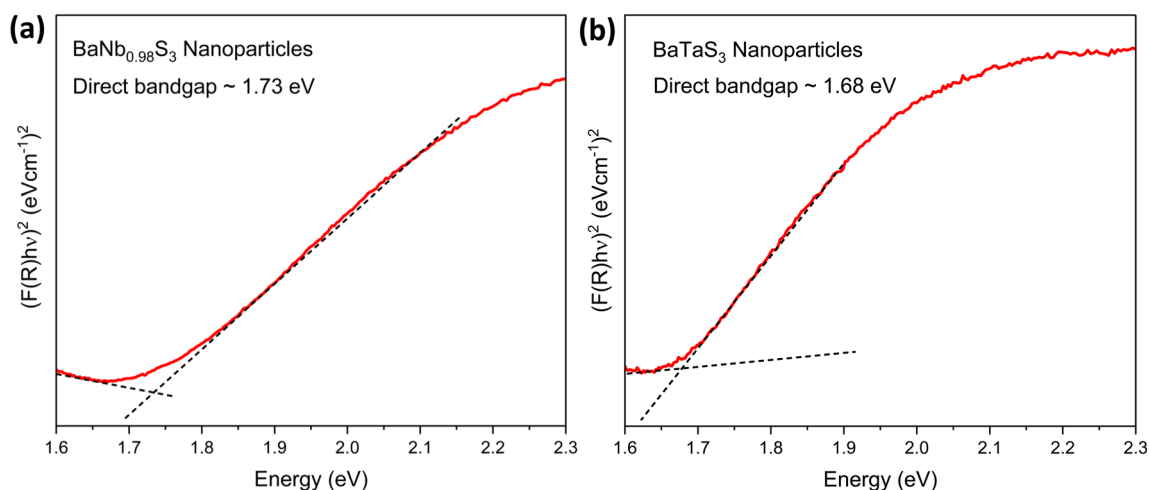 (a)
BaNb₀.₉₈S₃ Nanoparticles
Direct bandgap ~ 1.73 eV
(F(R)hν)² (eVcm⁻¹)²
1.6 1.7 1.8 1.9 2.0 2.1 2.2 2.3
Energy (eV)
(b)
BaTaS₃ Nanoparticles
Direct bandgap ~ 1.68 eV
(F(R)hν)² (eVcm⁻¹)²
1.6 1.7 1.8 1.9 2.0 2.1 2.2 2.3
Energy (eV)